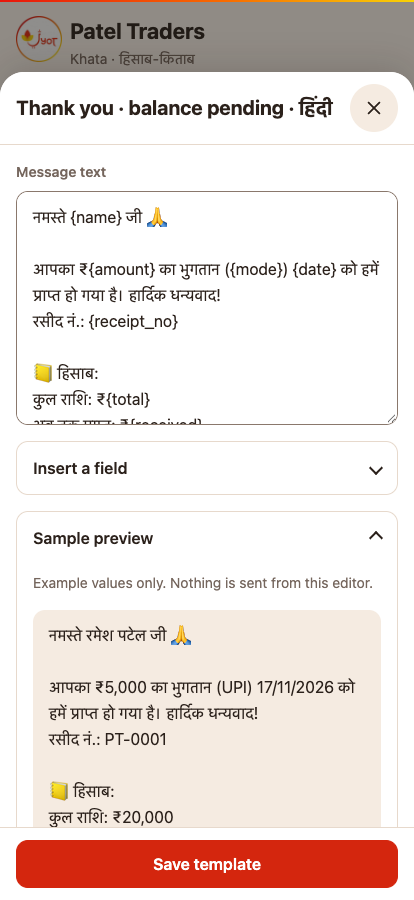 Jyot
Patel Traders
Khata · हिसाब-किताब
Thank you · balance pending · हिंदी
Message text
नमस्ते {name} जी 🙏
आपका ₹{amount} का भुगतान ({mode}) {date} को हमें
प्राप्त हो गया है। हार्दिक धन्यवाद!
रसीद नं.: {receipt_no}
📒 हिसाब:
कुल राशि: ₹{total}
Insert a field
Sample preview
Example values only. Nothing is sent from this editor.
नमस्ते रमेश पटेल जी 🙏
आपका ₹5,000 का भुगतान (UPI) 17/11/2026 को
हमें प्राप्त हो गया है। हार्दिक धन्यवाद!
रसीद नं.: PT-0001
📒 हिसाब:
कुल राशि: ₹20,000
Save template